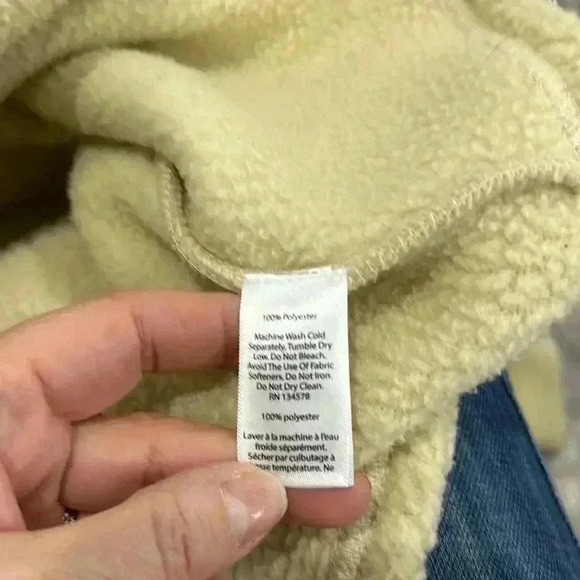 100% Polyester
Machine Wash Cold
Separately, Tumble Dry
Low. Do Not Bleach.
Avoid The Use Of Fabric
Softeners. Do Not Iron.
Do Not Dry Clean.
RN 134578
100% polyester
Laver à la machine à l'eau
froide séparément.
Sécher par culbutage à
basse température. Ne